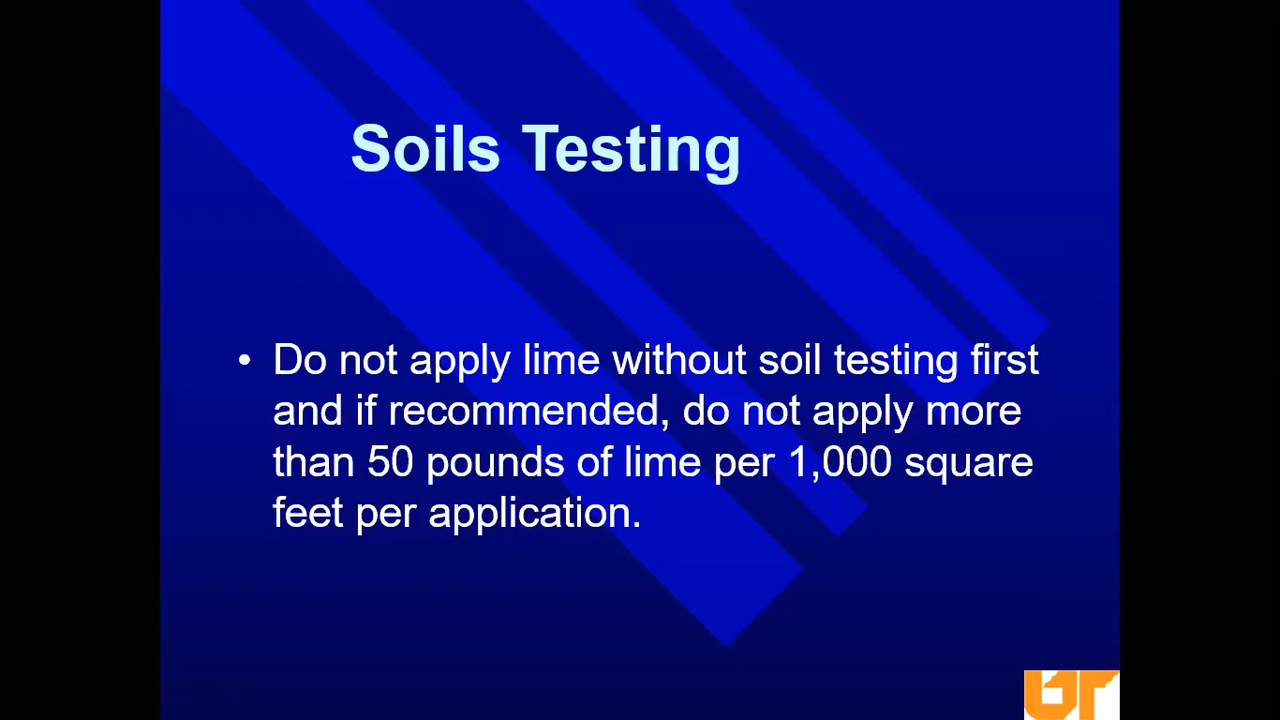 Soils Testing
• Do not apply lime without soil testing first
and if recommended, do not apply more
than 50 pounds of lime per 1,000 square
feet per application.
UT